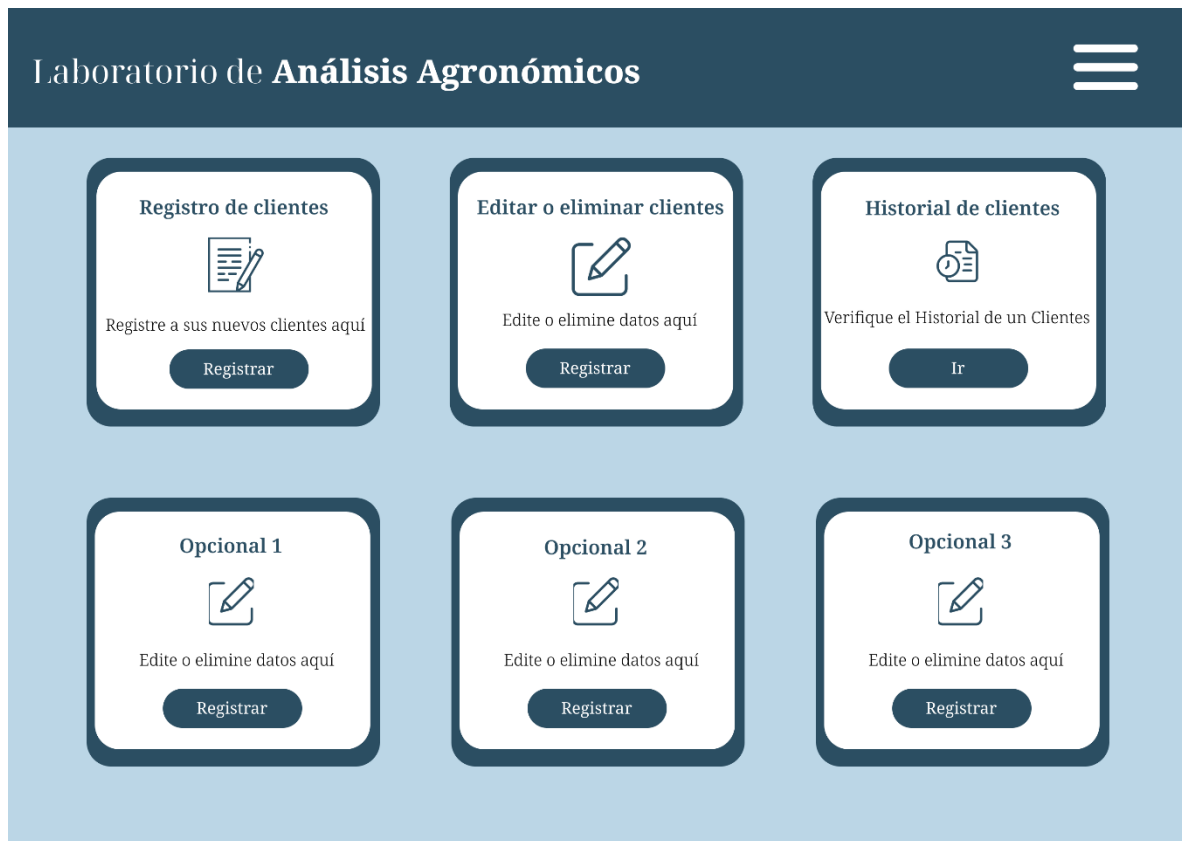 Laboratorio de Análisis Agronómicos
Registro de clientes
Registre a sus nuevos clientes aquí
Registrar
Editar o eliminar clientes
Edite o elimine datos aquí
Registrar
Historial de clientes
Verifique el Historial de un Clientes
Ir
Opcional 1
Edite o elimine datos aquí
Registrar
Opcional 2
Edite o elimine datos aquí
Registrar
Opcional 3
Edite o elimine datos aquí
Registrar